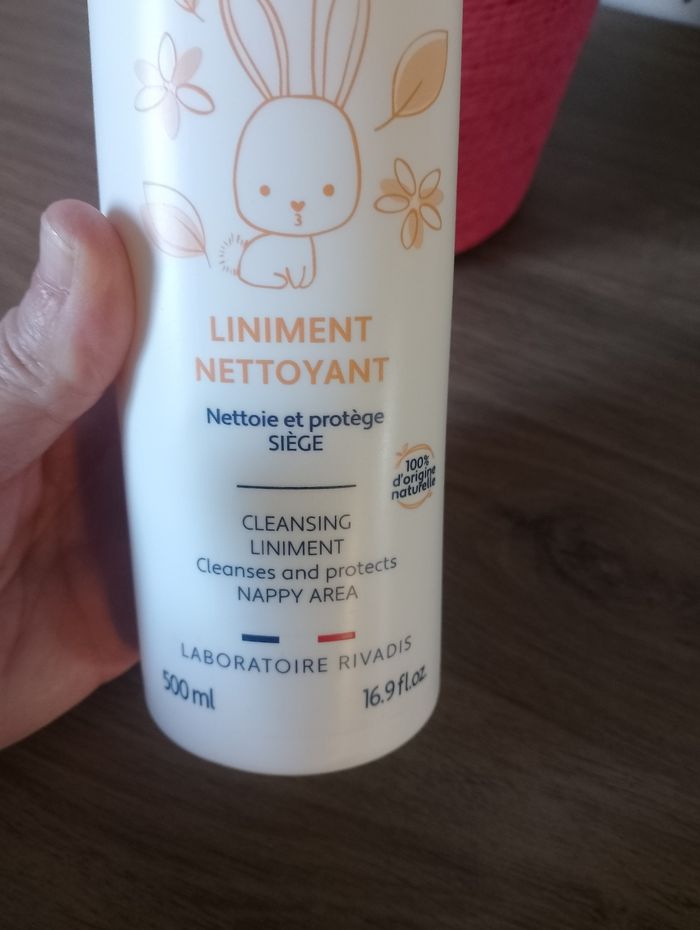 LINIMENT
NETTOYANT
Nettoie et protège
SIÈGE
100%
d'origine
naturelle
CLEANSING
LINIMENT
Cleanses and protects
NAPPY AREA
LABORATOIRE RIVADIS
500 ml
16.9 fl.oz